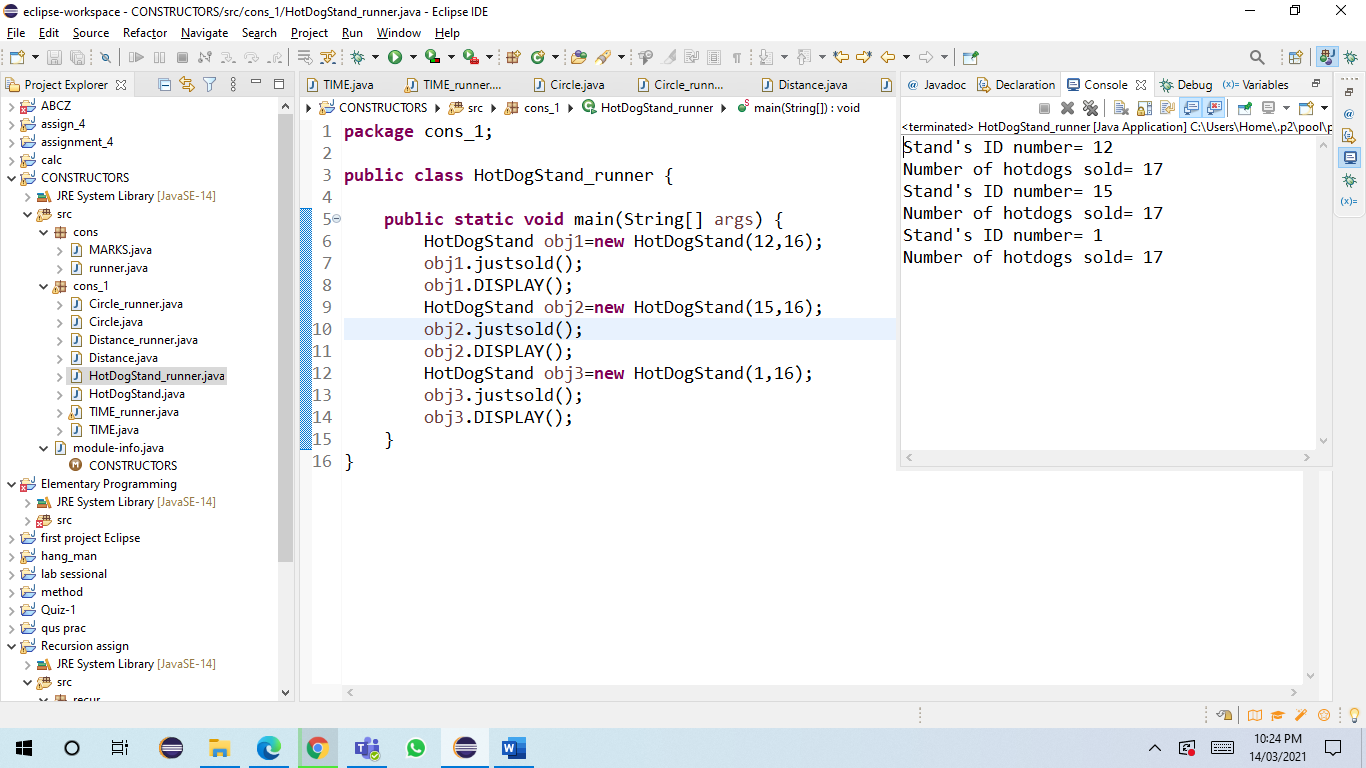 eclipse-workspace - CONSTRUCTORS/src/cons_1/HotDogStand_runner.java - Eclipse IDE
File Edit Source Refactor Navigate Search Project Run Window Help
Project Explorer
ABCZ
assign_4
assignment_4
calc
CONSTRUCTORS
JRE System Library [JavaSE-14]
src
cons
MARKS.java
runner.java
cons_1
Circle_runner.java
Circle.java
Distance_runner.java
Distance.java
HotDogStand_runner.java
HotDogStand.java
TIME_runner.java
TIME.java
module-info.java
CONSTRUCTORS
Elementary Programming
JRE System Library [JavaSE-14]
src
first project Eclipse
hang_man
lab sessional
method
Quiz-1
qus prac
Recursion assign
JRE System Library [JavaSE-14]
src
recur
TIME.java TIME_runner.... Circle.java Circle_runn... Distance.java
CONSTRUCTORS src cons_1 HotDogStand_runner main(String[]) : void
1 package cons_1;
2
3 public class HotDogStand_runner {
4
5 public static void main(String[] args) {
6 HotDogStand obj1=new HotDogStand(12,16);
7 obj1.justsold();
8 obj1.DISPLAY();
9 HotDogStand obj2=new HotDogStand(15,16);
10 obj2.justsold();
11 obj2.DISPLAY();
12 HotDogStand obj3=new HotDogStand(1,16);
13 obj3.justsold();
14 obj3.DISPLAY();
15 }
16 }
@ Javadoc Declaration Console Debug (x)= Variables
<terminated> HotDogStand_runner [Java Application] C:\Users\Home\.p2\pool\p
Stand's ID number= 12
Number of hotdogs sold= 17
Stand's ID number= 15
Number of hotdogs sold= 17
Stand's ID number= 1
Number of hotdogs sold= 17
10:24 PM
14/03/2021